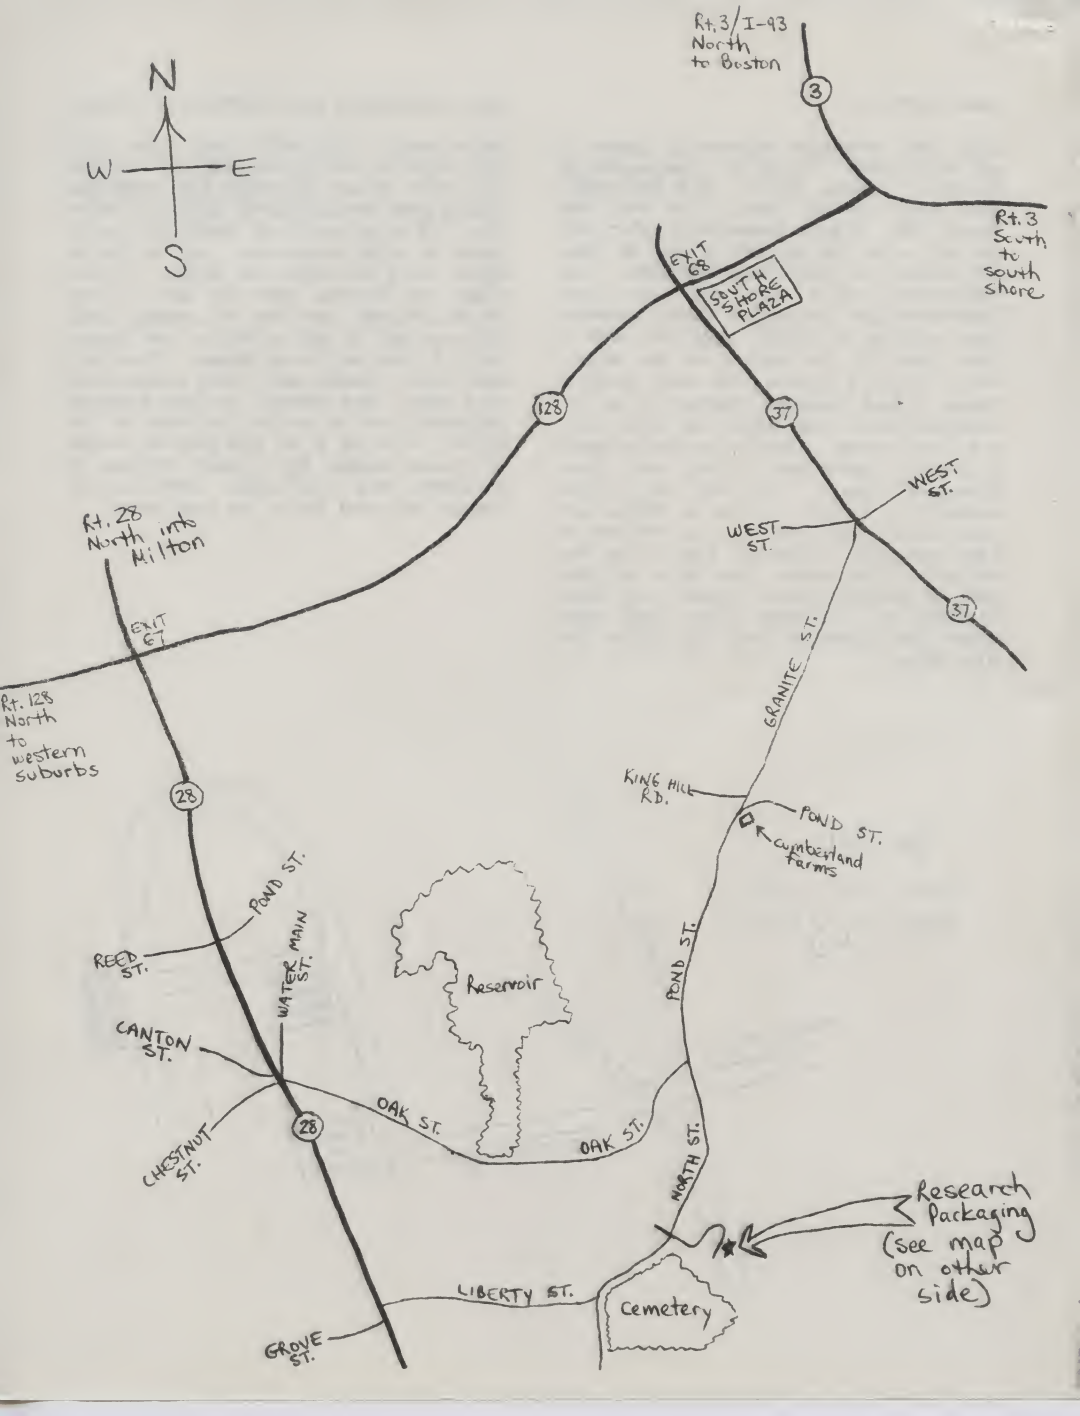 Rt. 3/I-93
North
to Boston
3
N
W
E
S
Rt. 3
South
to
south
shore
EXIT
68
SOUTH
SHORE
PLAZA
128
37
WEST
ST.
WEST
ST.
Rt. 28
North into
Milton
EXIT
67
37
Rt. 128
North
to
western
suburbs
GRANITE ST.
28
KING HILL
RD.
POND ST.
Cumberland
Farms
POND ST.
REED
ST.
WATER MAIN
ST.
POND ST.
Reservoir
CANTON
ST.
OAK ST.
28
CHESTNUT
ST.
OAK ST.
NORTH ST.
Research
Packaging
(see map
on other
side)
LIBERTY ST.
Cemetery
GROVE
ST.